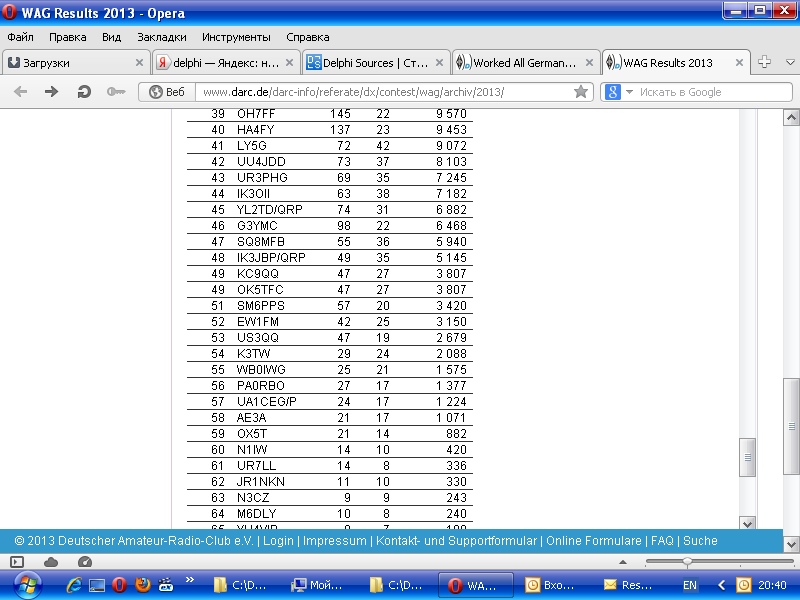 WAG Results 2013 - Opera
Файл Правка Вид Закладки Инструменты Справка
Загрузки delphi — Яндекс: н... Delphi Sources | Ст... Worked All German... WAG Results 2013
Веб www.darc.de/darc-info/referate/dx/contest/wag/archiv/2013/ Искать в Google
39 OH7FF 145 22 9 570
40 HA4FY 137 23 9 453
41 LY5G 72 42 9 072
42 UU4JDD 73 37 8 103
43 UR3PHG 69 35 7 245
44 IK3OII 63 38 7 182
45 YL2TD/QRP 74 31 6 882
46 G3YMC 98 22 6 468
47 SQ8MFB 55 36 5 940
48 IK3JBP/QRP 49 35 5 145
49 KC9QQ 47 27 3 807
49 OK5TFC 47 27 3 807
51 SM6PPS 57 20 3 420
52 EW1FM 42 25 3 150
53 US3QQ 47 19 2 679
54 K3TW 29 24 2 088
55 WB0IWG 25 21 1 575
56 PA0RBO 27 17 1 377
57 UA1CEG/P 24 17 1 224
58 AE3A 21 17 1 071
59 OX5T 21 14 882
60 N1IW 14 10 420
61 UR7LL 14 8 336
62 JR1NKN 11 10 330
63 N3CZ 9 9 243
64 M6DLY 10 8 240
© 2013 Deutscher Amateur-Radio-Club e.V. | Login | Impressum | Kontakt- und Supportformular | Online Formulare | FAQ | Suche
C:\D... Мой... C:\D... WA... Вхо... Res... EN 20:40